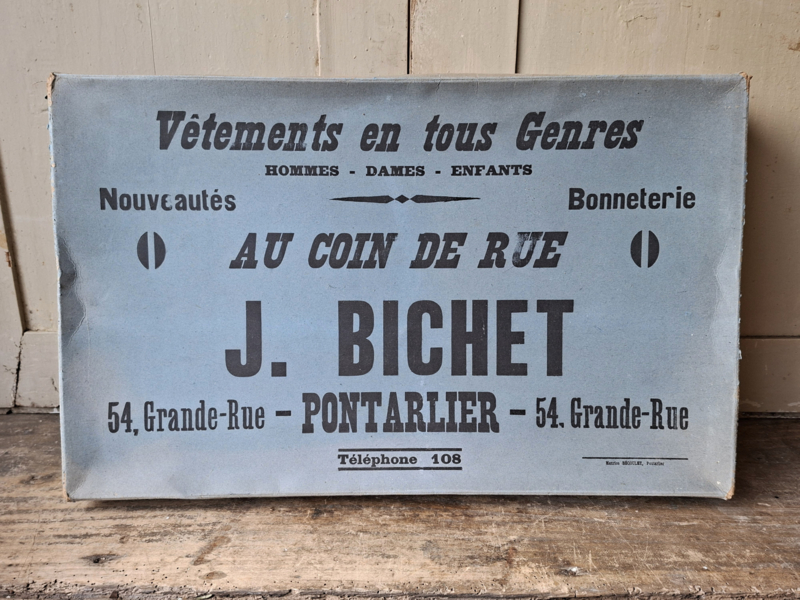 Vêtements en tous Genres
HOMMES - DAMES - ENFANTS
Nouveautés
Bonneterie
AU COIN DE RUE
J. BICHET
54, Grande-Rue - PONTARLIER - 54, Grande-Rue
Téléphone 108
Pontarlier